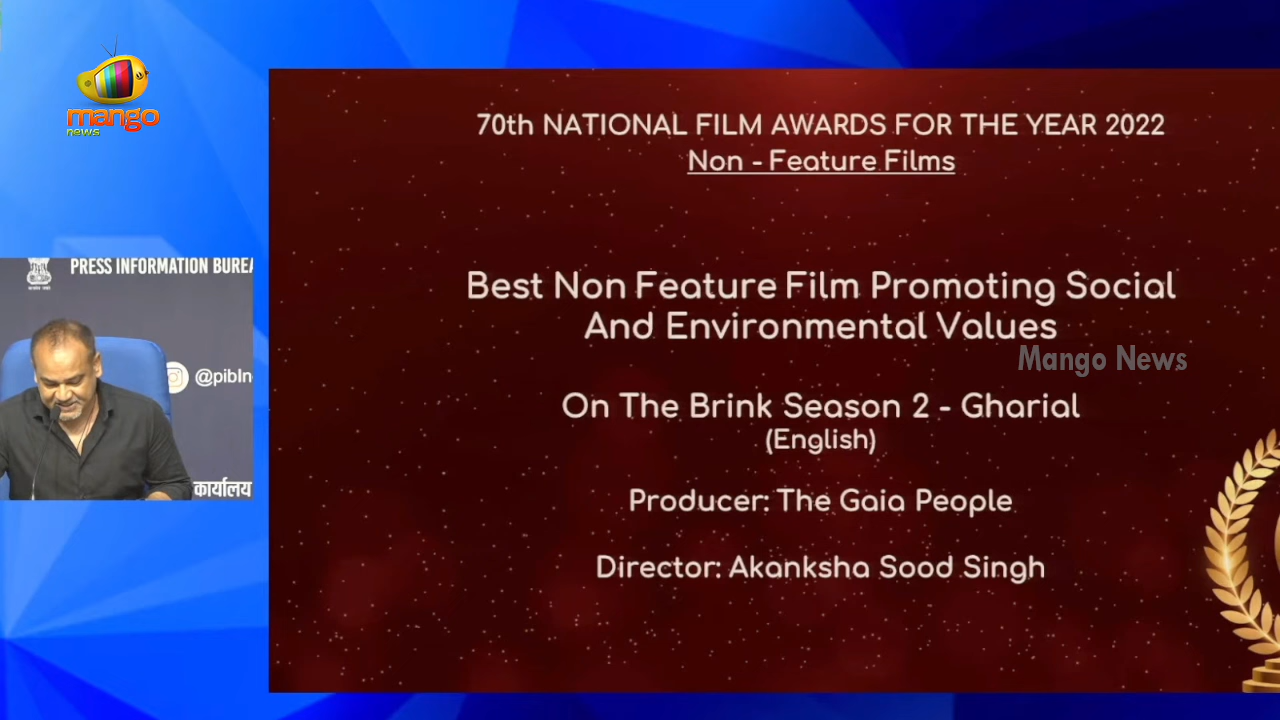 mango
news
PRESS INFORMATION BUREA
@pibIn
कार्यालय
70th NATIONAL FILM AWARDS FOR THE YEAR 2022
Non - Feature Films
Best Non Feature Film Promoting Social
And Environmental Values
Mango News
On The Brink Season 2 - Gharial
(English)
Producer: The Gaia People
Director: Akanksha Sood Singh